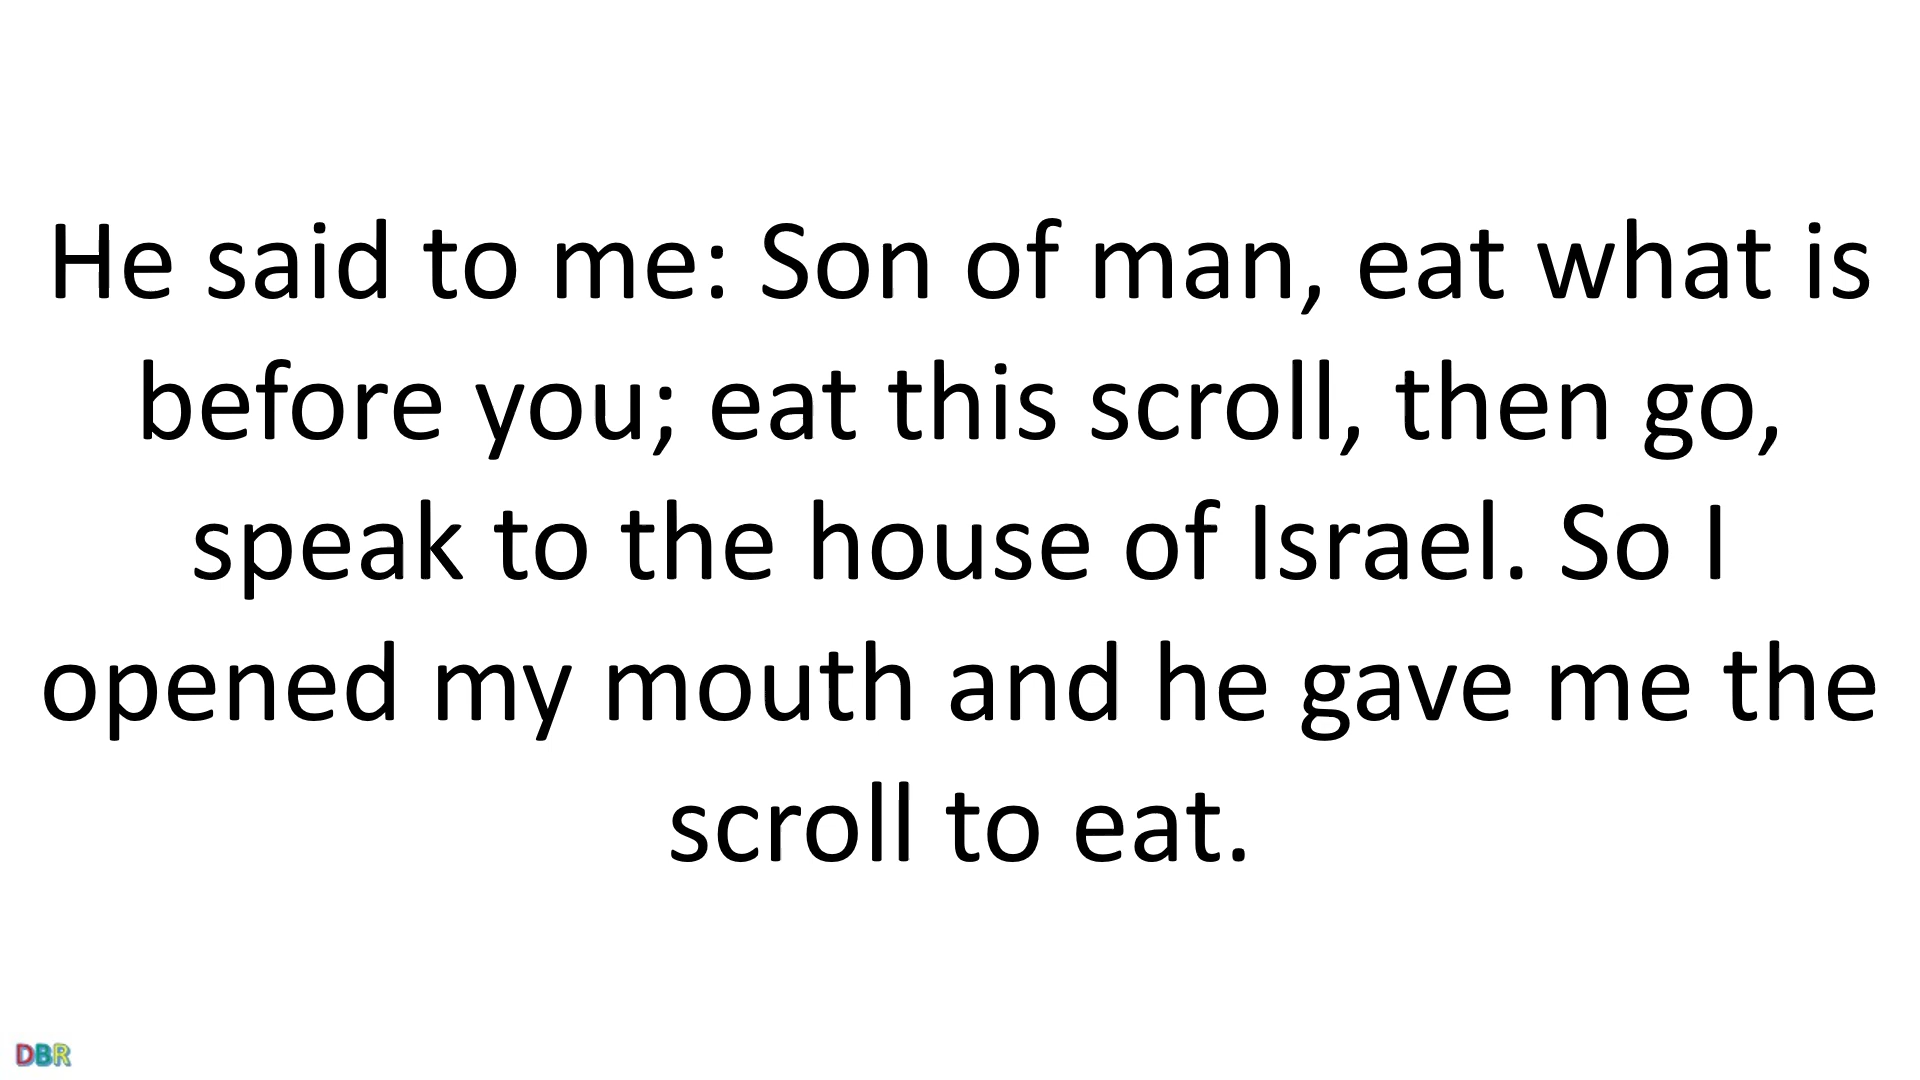 He said to me: Son of man, eat what is
before you; eat this scroll, then go,
speak to the house of Israel. So I
opened my mouth and he gave me the
scroll to eat.
DBR